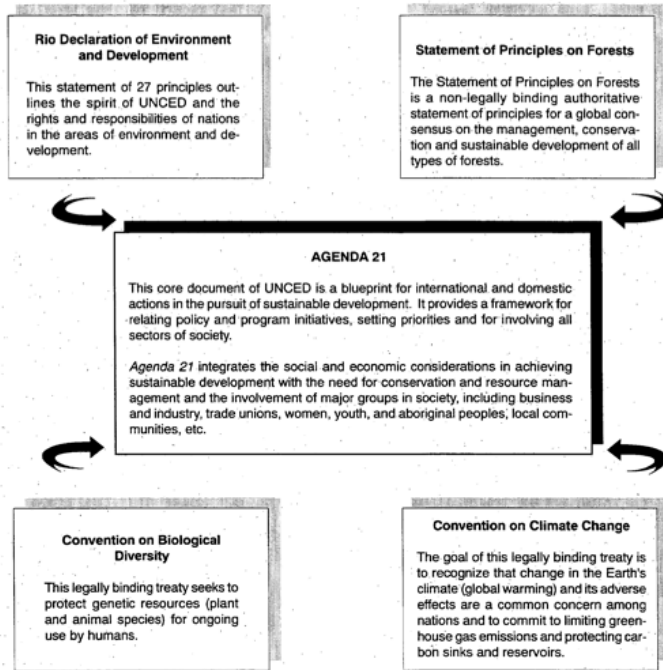 Rio Declaration of Environment
and Development
This statement of 27 principles out-
lines the spirit of UNCED and the
rights and responsibilities of nations
in the areas of environment and de-
velopment.
Statement of Principles on Forests
The Statement of Principles on Forests
is a non-legally binding authoritative
statement of principles for a global con-
sensus on the management, conserva-
tion and sustainable development of all
types of forests.
AGENDA 21
This core document of UNCED is a blueprint for international and domestic
actions in the pursuit of sustainable development. It provides a framework for
relating policy and program initiatives, setting priorities and for involving all
sectors of society.
Agenda 21 integrates the social and economic considerations in achieving
sustainable development with the need for conservation and resource man-
agement and the involvement of major groups in society, including business
and industry, trade unions, women, youth, and aboriginal peoples, local com-
munities, etc.
Convention on Biological
Diversity
This legally binding treaty seeks to
protect genetic resources (plant
and animal species) for ongoing
use by humans.
Convention on Climate Change
The goal of this legally binding treaty is
to recognize that change in the Earth's
climate (global warming) and its adverse
effects are a common concern among
nations and to commit to limiting green-
house gas emissions and protecting car-
bon sinks and reservoirs.